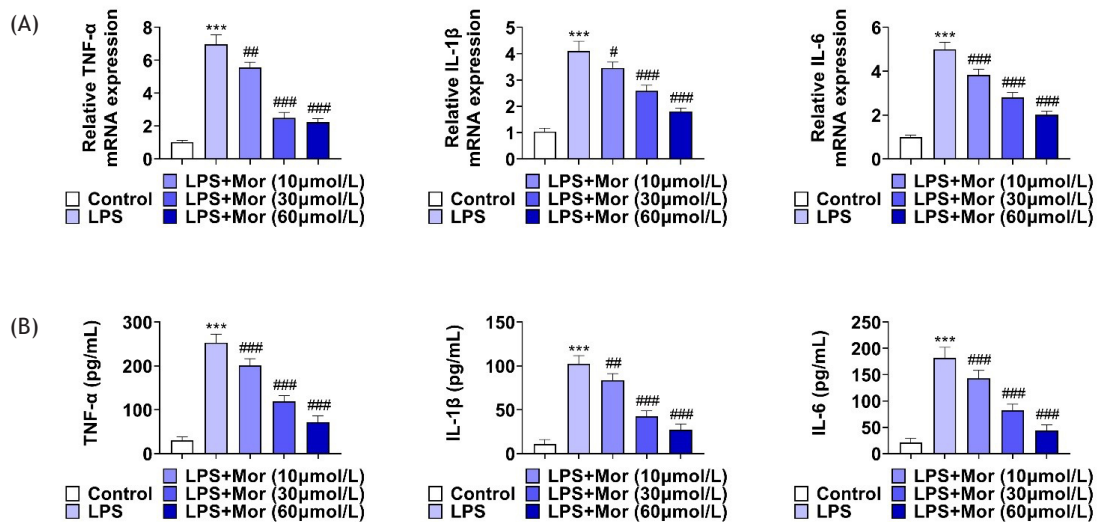 (A)
Relative TNF-α
mRNA expression
8
6
4
2
0
***
##
###
###
Control
LPS
LPS+Mor (10µmol/L)
LPS+Mor (30µmol/L)
LPS+Mor (60µmol/L)
Relative IL-1β
mRNA expression
5
4
3
2
1
0
***
#
###
###
Control
LPS
LPS+Mor (10µmol/L)
LPS+Mor (30µmol/L)
LPS+Mor (60µmol/L)
Relative IL-6
mRNA expression
6
4
2
0
***
###
###
###
Control
LPS
LPS+Mor (10µmol/L)
LPS+Mor (30µmol/L)
LPS+Mor (60µmol/L)
(B)
TNF-α (pg/mL)
300
200
100
0
***
###
###
###
Control
LPS
LPS+Mor (10µmol/L)
LPS+Mor (30µmol/L)
LPS+Mor (60µmol/L)
IL-1β (pg/mL)
150
100
50
0
***
##
###
###
Control
LPS
LPS+Mor (10µmol/L)
LPS+Mor (30µmol/L)
LPS+Mor (60µmol/L)
IL-6 (pg/mL)
250
200
150
100
50
0
***
###
###
###
Control
LPS
LPS+Mor (10µmol/L)
LPS+Mor (30µmol/L)
LPS+Mor (60µmol/L)